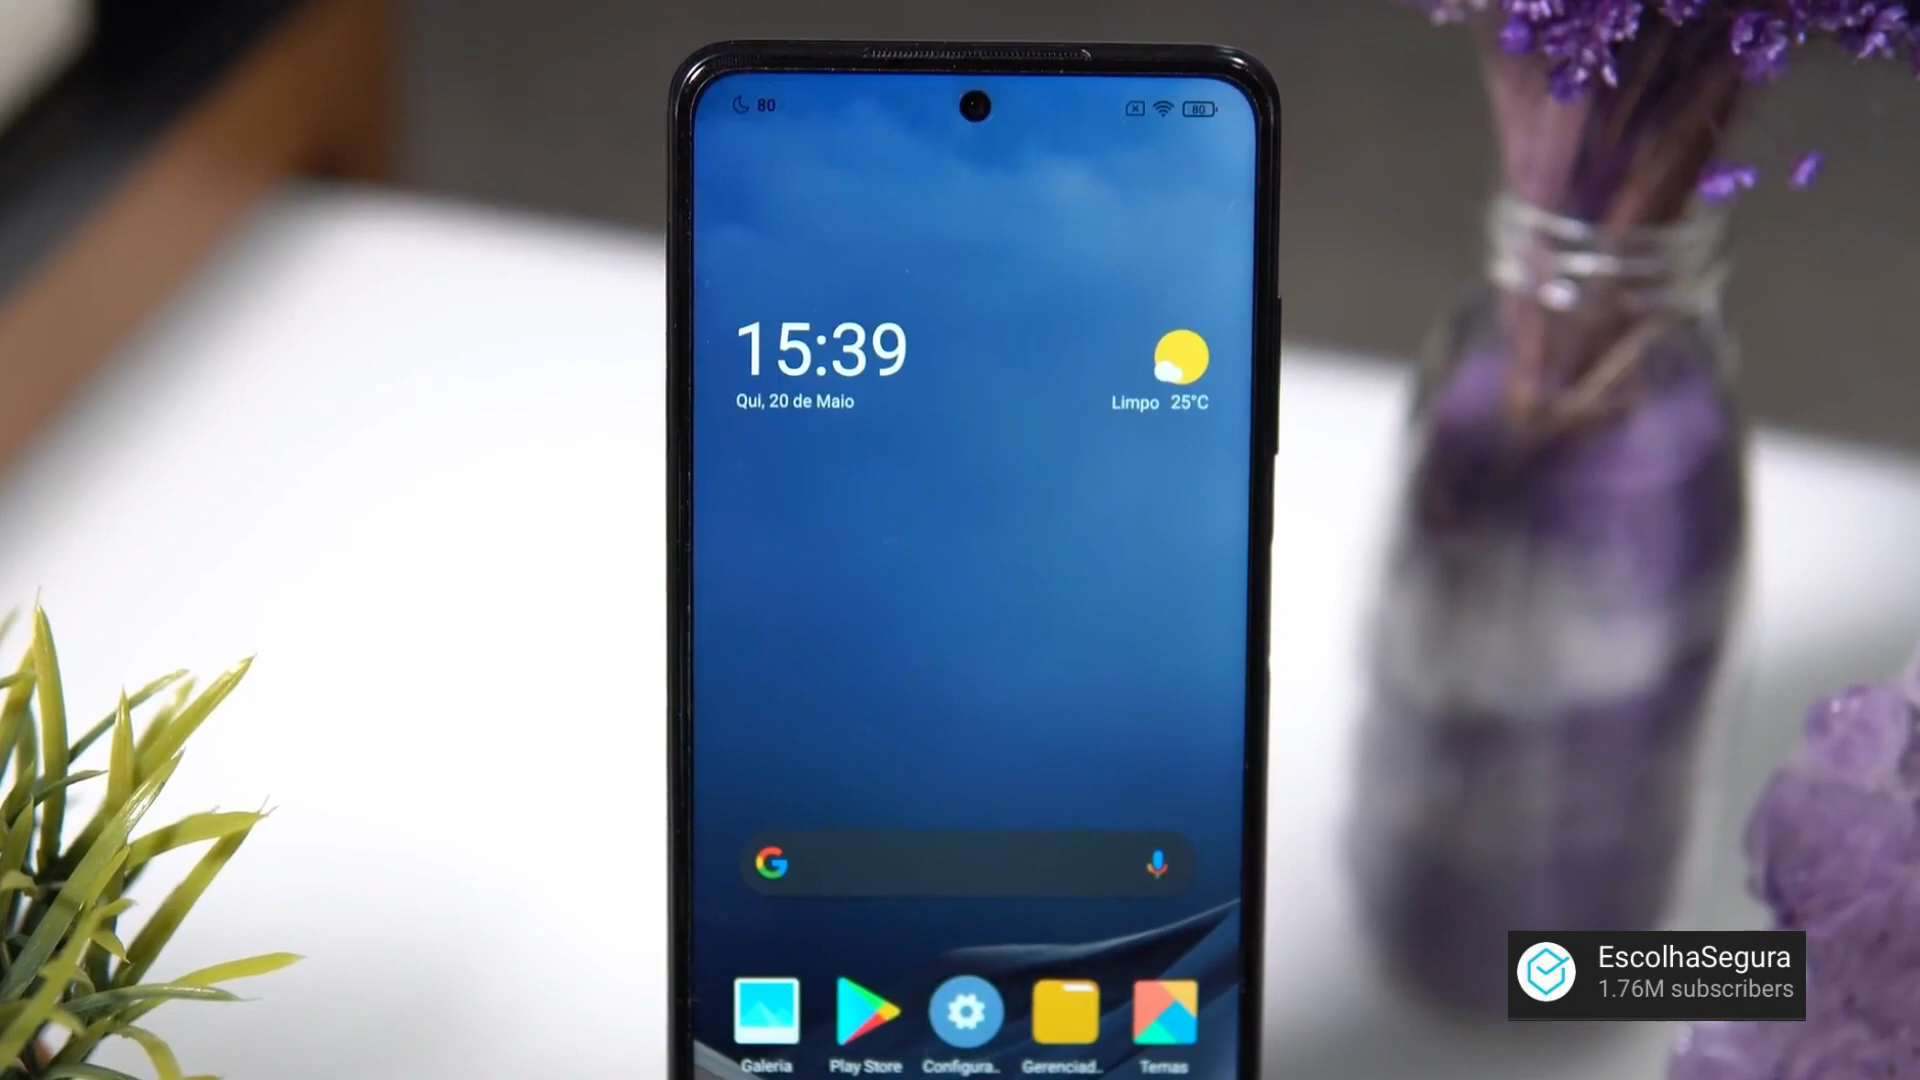 80
80
15:39
Qui, 20 de Maio
Limpo 25°C
Galeria
Play Store
Configura..
Gerenciad..
Temas
EscolhaSegura
1.76M subscribers